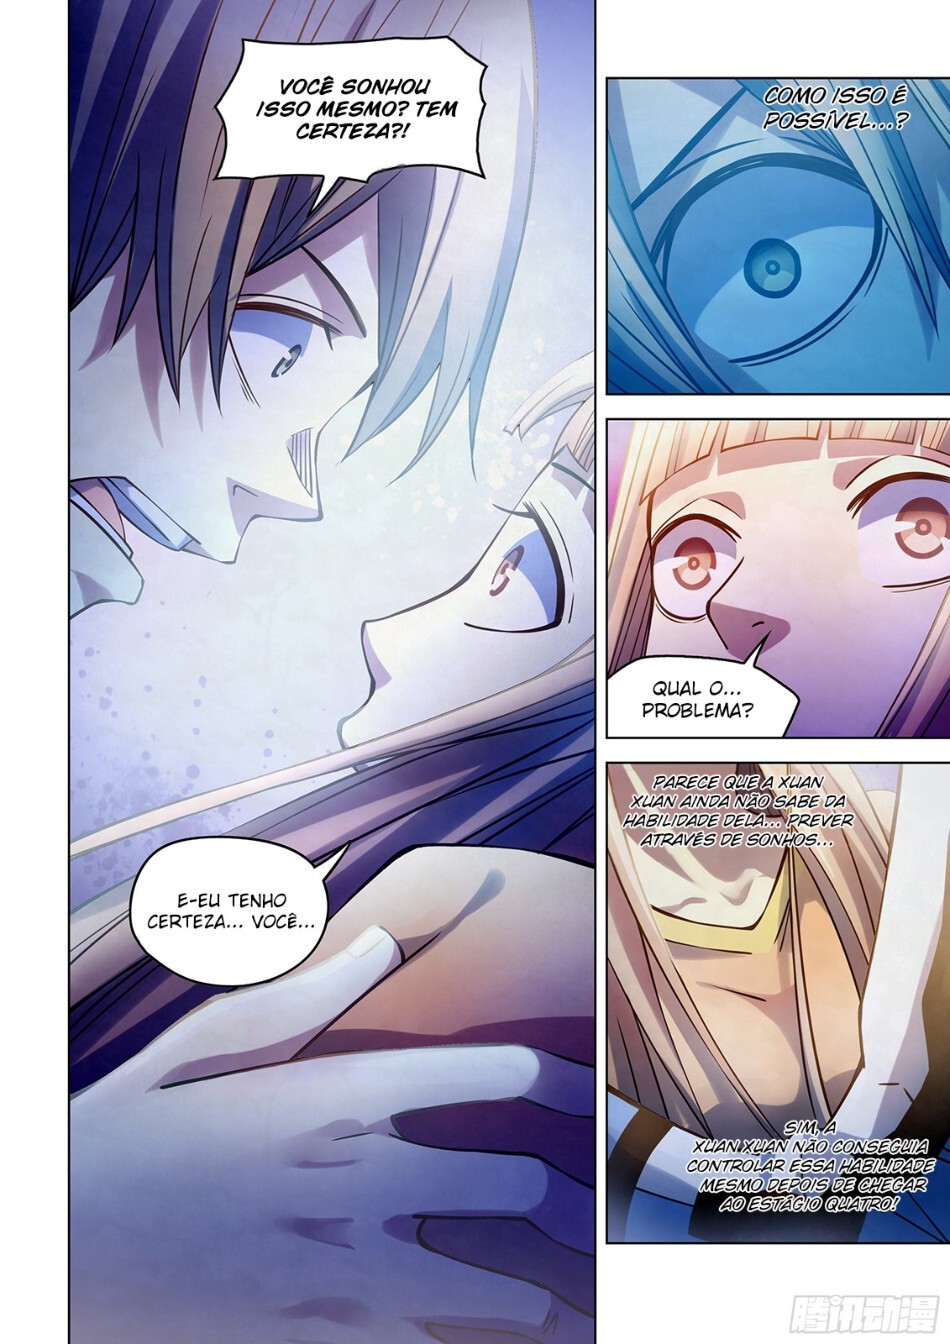 VOCÊ SONHOU
ISSO MESMO? TEM
CERTEZA?!
E-EU TENHO
CERTEZA... VOCÊ...
COMO ISSO É
POSSÍVEL...?
QUAL O...
PROBLEMA?
PARECE QUE A XUAN
XUAN AINDA NÃO SABE DA
HABILIDADE DELA... PREVER
ATRAVÉS DE SONHOS...
SIM, A
XUAN XUAN NÃO CONSEGUIA
CONTROLAR ESSA HABILIDADE
MESMO DEPOIS DE CHEGAR
AO ESTÁGIO QUATRO!
腾讯动漫